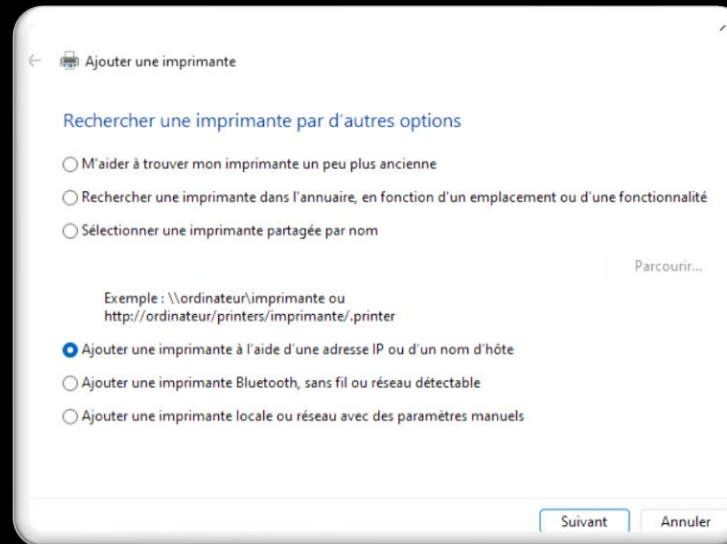 Ajouter une imprimante
Rechercher une imprimante par d'autres options
M'aider à trouver mon imprimante un peu plus ancienne
Rechercher une imprimante dans l'annuaire, en fonction d'un emplacement ou d'une fonctionnalité
Sélectionner une imprimante partagée par nom
Parcourir...
Exemple : \\ordinateur\imprimante ou
http://ordinateur/printers/imprimante/.printer
Ajouter une imprimante à l'aide d'une adresse IP ou d'un nom d'hôte
Ajouter une imprimante Bluetooth, sans fil ou réseau détectable
Ajouter une imprimante locale ou réseau avec des paramètres manuels
Suivant Annuler